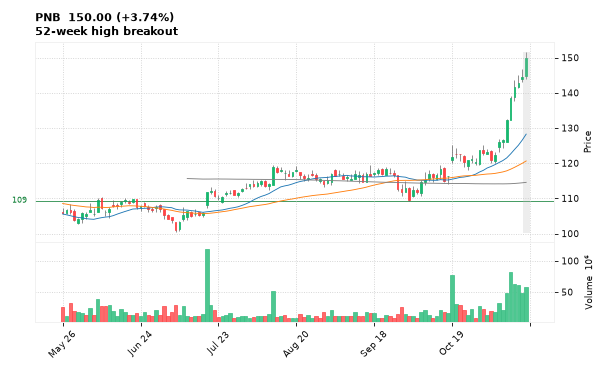 PNB 150.00 (+3.74%)
52-week high breakout
150
140
130
120
110
100
Price
109
100
50
Volume 10⁶
May 26
Jun 24
Jul 23
Aug 20
Sep 18
Oct 19